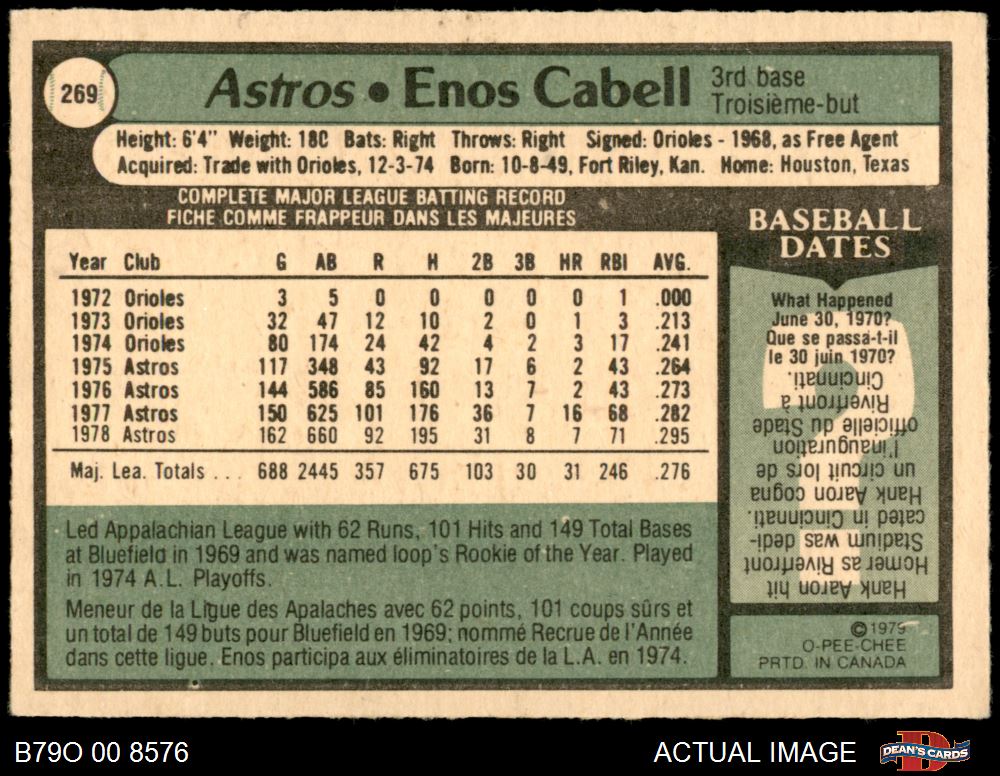 269
Astros • Enos Cabell
3rd base
Troisième-but
Height: 6'4" Weight: 180 Bats: Right Throws: Right Signed: Orioles - 1968, as Free Agent
Acquired: Trade with Orioles, 12-3-74 Born: 10-8-49, Fort Riley, Kan. Home: Houston, Texas
COMPLETE MAJOR LEAGUE BATTING RECORD
FICHE COMME FRAPPEUR DANS LES MAJEURES
Year Club G AB R H 2B 3B HR RBI AVG.
1972 Orioles 3 5 0 0 0 0 0 1 .000
1973 Orioles 32 47 12 10 2 0 1 3 .213
1974 Orioles 80 174 24 42 4 2 3 17 .241
1975 Astros 117 348 43 92 17 6 2 43 .264
1976 Astros 144 586 85 160 13 7 2 43 .273
1977 Astros 150 625 101 176 36 7 16 68 .282
1978 Astros 162 660 92 195 31 8 7 71 .295
Maj. Lea. Totals ... 688 2445 357 675 103 30 31 246 .276
Led Appalachian League with 62 Runs, 101 Hits and 149 Total Bases
at Bluefield in 1969 and was named loop's Rookie of the Year. Played
in 1974 A.L. Playoffs.
Meneur de la Ligue des Apalaches avec 62 points, 101 coups sûrs et
un total de 149 buts pour Bluefield en 1969; nommé Recrue de l'Année
dans cette ligue. Enos participa aux éliminatoires de la L.A. en 1974.
BASEBALL
DATES
What Happened
June 30, 1970?
Que se passa-t-il
le 30 juin 1970?
Hank Aaron hit
Homer as Riverfront
Stadium was dedi-
cated in Cincinnati.
Hank Aaron cogna
un circuit lors de
l'inauguration
officielle du Stade
Riverfront à
Cincinnati.
©1979
O-PEE-CHEE
PRTD. IN CANADA
B79O 00 8576
ACTUAL IMAGE
D
DEAN'S CARDS